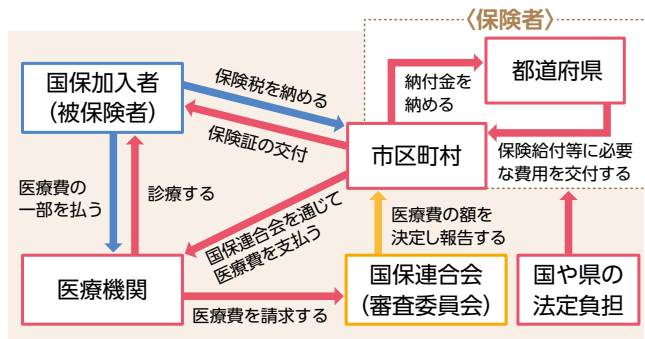 〈保険者〉
国保加入者
(被保険者)
保険税を納める
保険証の交付
納付金を
納める
都道府県
市区町村
保険給付等に必要
な費用を交付する
医療費の
一部を払う
診療する
国保連合会を通じて
医療費を支払う
医療費の額を
決定し報告する
医療機関
医療費を請求する
国保連合会
(審査委員会)
国や県の
法定負担